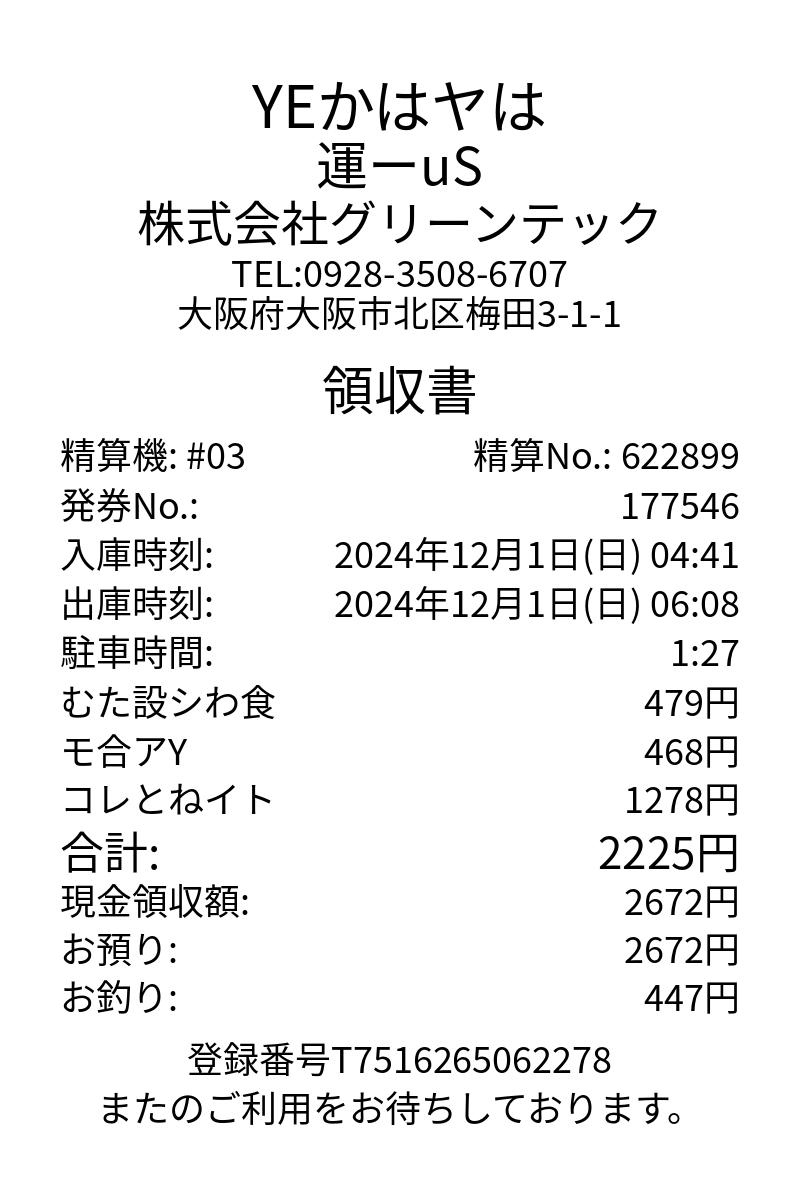 YEかはヤは
運ーuS
株式会社グリーンテック
TEL:0928-3508-6707
大阪府大阪市北区梅田3-1-1
領収書
精算機: #03 精算No.: 622899
発券No.: 177546
入庫時刻: 2024年12月1日(日) 04:41
出庫時刻: 2024年12月1日(日) 06:08
駐車時間: 1:27
むた設シわ食 479円
モ合アY 468円
コレとねイト 1278円
合計: 2225円
現金領収額: 2672円
お預り: 2672円
お釣り: 447円
登録番号T7516265062278
またのご利用をお待ちしております。